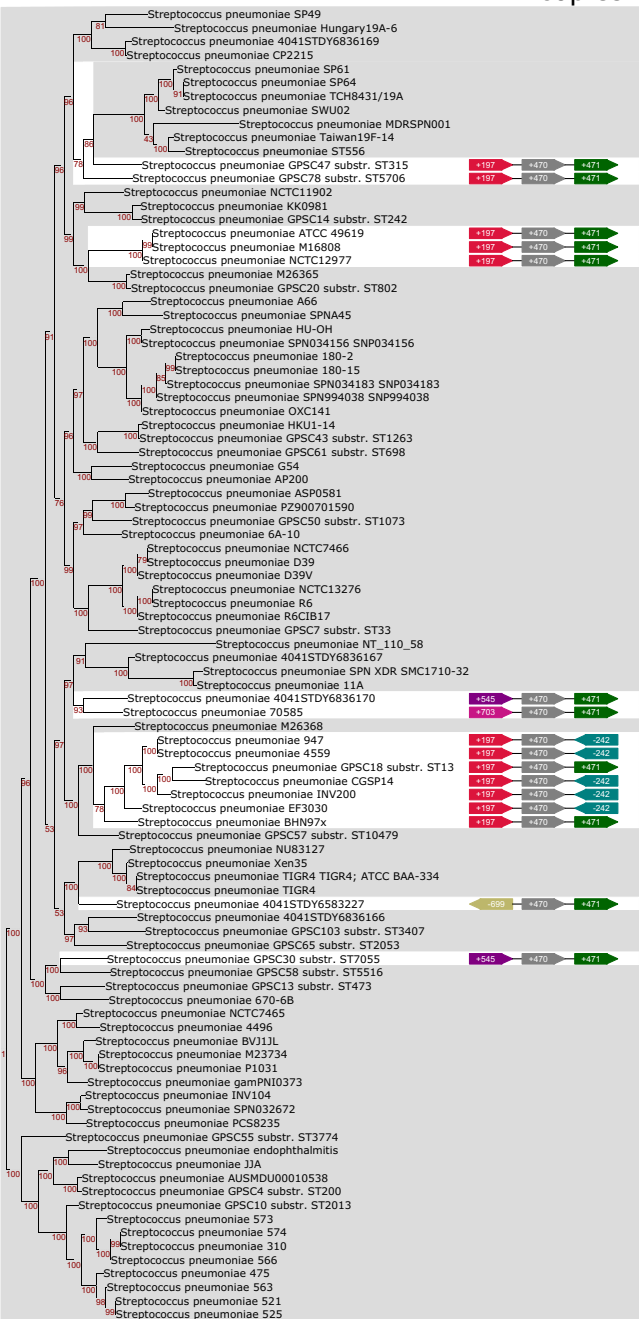 Streptococcus pneumoniae SP49
Streptococcus pneumoniae Hungary19A-6
Streptococcus pneumoniae 4041STDY6836169
Streptococcus pneumoniae CP2215
Streptococcus pneumoniae SP61
Streptococcus pneumoniae SP64
Streptococcus pneumoniae TCH8431/19A
Streptococcus pneumoniae SWU02
Streptococcus pneumoniae MDRSPN001
Streptococcus pneumoniae Taiwan19F-14
Streptococcus pneumoniae ST556
Streptococcus pneumoniae GPSC47 substr. ST315 +197 +470 +471
Streptococcus pneumoniae GPSC78 substr. ST5706 +197 +470 +471
Streptococcus pneumoniae NCTC11902
Streptococcus pneumoniae KK0981
Streptococcus pneumoniae GPSC14 substr. ST242
Streptococcus pneumoniae ATCC 49619 +197 +470 +471
Streptococcus pneumoniae M16808 +197 +470 +471
Streptococcus pneumoniae NCTC12977 +197 +470 +471
Streptococcus pneumoniae M26365
Streptococcus pneumoniae GPSC20 substr. ST802
Streptococcus pneumoniae A66
Streptococcus pneumoniae SPNA45
Streptococcus pneumoniae HU-OH
Streptococcus pneumoniae SPN034156 SNP034156
Streptococcus pneumoniae 180-2
Streptococcus pneumoniae 180-15
Streptococcus pneumoniae SPN034183 SNP034183
Streptococcus pneumoniae SPN994038 SNP994038
Streptococcus pneumoniae OXC141
Streptococcus pneumoniae HKU1-14
Streptococcus pneumoniae GPSC43 substr. ST1263
Streptococcus pneumoniae GPSC61 substr. ST698
Streptococcus pneumoniae G54
Streptococcus pneumoniae AP200
Streptococcus pneumoniae ASP0581
Streptococcus pneumoniae PZ900701590
Streptococcus pneumoniae GPSC50 substr. ST1073
Streptococcus pneumoniae 6A-10
Streptococcus pneumoniae NCTC7466
Streptococcus pneumoniae D39
Streptococcus pneumoniae D39V
Streptococcus pneumoniae NCTC13276
Streptococcus pneumoniae R6
Streptococcus pneumoniae R6CIB17
Streptococcus pneumoniae GPSC7 substr. ST33
Streptococcus pneumoniae NT_110_58
Streptococcus pneumoniae 4041STDY6836167
Streptococcus pneumoniae SPN XDR SMC1710-32
Streptococcus pneumoniae 11A
Streptococcus pneumoniae 4041STDY6836170 +545 +470 +471
Streptococcus pneumoniae 70585 +703 +470 +471
Streptococcus pneumoniae M26368
Streptococcus pneumoniae 947 +197 +470 -242
Streptococcus pneumoniae 4559 +197 +470 -242
Streptococcus pneumoniae GPSC18 substr. ST13 +197 +470 +471
Streptococcus pneumoniae CGSP14 +197 +470 -242
Streptococcus pneumoniae INV200 +197 +470 -242
Streptococcus pneumoniae EF3030 +197 +470 -242
Streptococcus pneumoniae BHN97x +197 +470 +471
Streptococcus pneumoniae GPSC57 substr. ST10479
Streptococcus pneumoniae NU83127
Streptococcus pneumoniae Xen35
Streptococcus pneumoniae TIGR4 TIGR4; ATCC BAA-334
Streptococcus pneumoniae TIGR4
Streptococcus pneumoniae 4041STDY6583227 -699 +470 +471
Streptococcus pneumoniae 4041STDY6836166
Streptococcus pneumoniae GPSC103 substr. ST3407
Streptococcus pneumoniae GPSC65 substr. ST2053
Streptococcus pneumoniae GPSC30 substr. ST7055 +545 +470 +471
Streptococcus pneumoniae GPSC58 substr. ST5516
Streptococcus pneumoniae GPSC13 substr. ST473
Streptococcus pneumoniae 670-6B
Streptococcus pneumoniae NCTC7465
Streptococcus pneumoniae 4496
Streptococcus pneumoniae BVJ1JL
Streptococcus pneumoniae M23734
Streptococcus pneumoniae P1031
Streptococcus pneumoniae gamPNI0373
Streptococcus pneumoniae INV104
Streptococcus pneumoniae SPN032672
Streptococcus pneumoniae PCS8235
Streptococcus pneumoniae GPSC55 substr. ST3774
Streptococcus pneumoniae endophthalmitis
Streptococcus pneumoniae JJA
Streptococcus pneumoniae AUSMDU00010538
Streptococcus pneumoniae GPSC4 substr. ST200
Streptococcus pneumoniae GPSC10 substr. ST2013
Streptococcus pneumoniae 573
Streptococcus pneumoniae 574
Streptococcus pneumoniae 310
Streptococcus pneumoniae 566
Streptococcus pneumoniae 475
Streptococcus pneumoniae 563
Streptococcus pneumoniae 521
Streptococcus pneumoniae 525